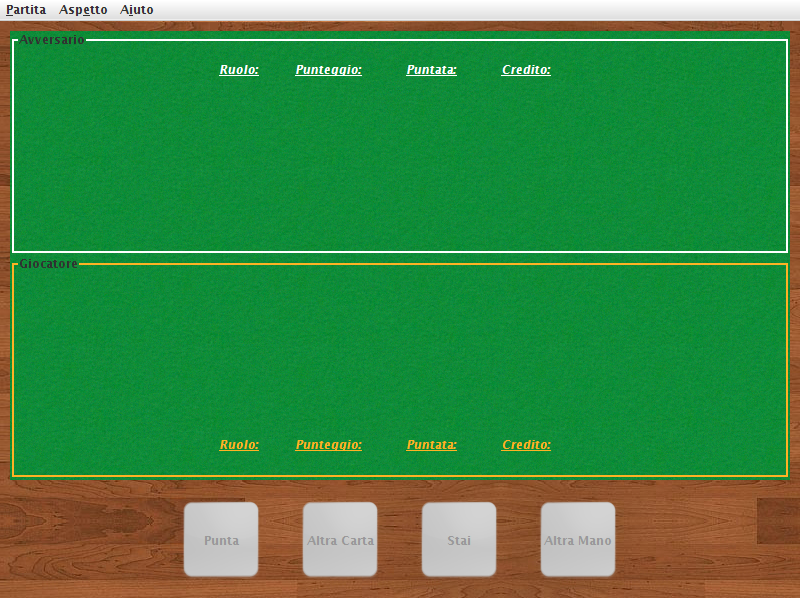 Partita Aspetto Aiuto
Avversario
Ruolo: Punteggio: Puntata: Credito:
Giocatore
Ruolo: Punteggio: Puntata: Credito:
Punta Altra Carta Stai Altra Mano